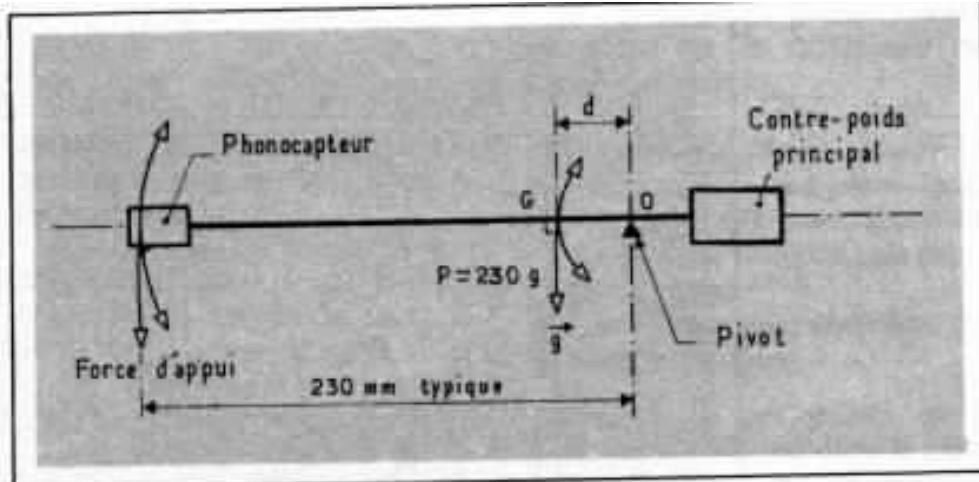 d
Contre-poids
principal
Phonocapteur
G
O
P = 230 g
g
Pivot
Force d'appui
230 mm typique